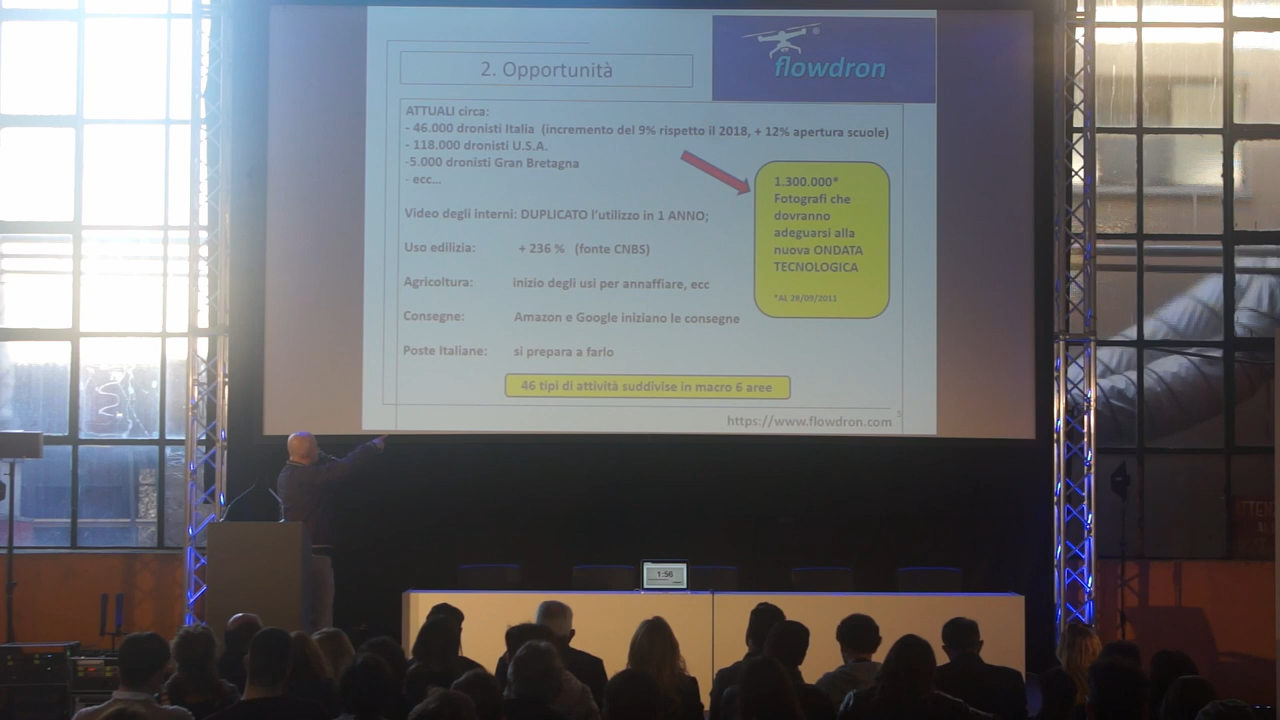 flowdron
2. Opportunità
ATTUALI circa:
- 46.000 dronisti Italia (incremento del 9% rispetto il 2018, + 12% apertura scuole)
- 118.000 dronisti U.S.A.
-5.000 dronisti Gran Bretagna
- ecc...
1.300.000*
Fotografi che
dovranno
adeguarsi alla
nuova ONDATA
TECNOLOGICA
*AL 28/09/2011
Video degli interni: DUPLICATO l'utilizzo in 1 ANNO;
Uso edilizia: + 236 % (fonte CNBS)
Agricoltura: inizio degli usi per annaffiare, ecc
Consegne: Amazon e Google iniziano le consegne
Poste Italiane: si prepara a farlo
46 tipi di attività suddivise in macro 6 aree
5
https://www.flowdron.com
1:56